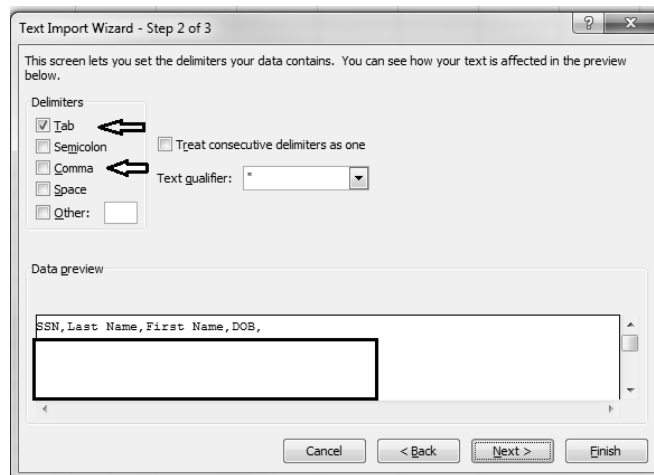 Text Import Wizard - Step 2 of 3
This screen lets you set the delimiters your data contains. You can see how your text is affected in the preview
below.
Delimiters
Tab
Semicolon
Comma
Space
Other:
Treat consecutive delimiters as one
Text qualifier: "
Data preview
SSN,Last Name,First Name,DOB,
Cancel < Back Next > Finish